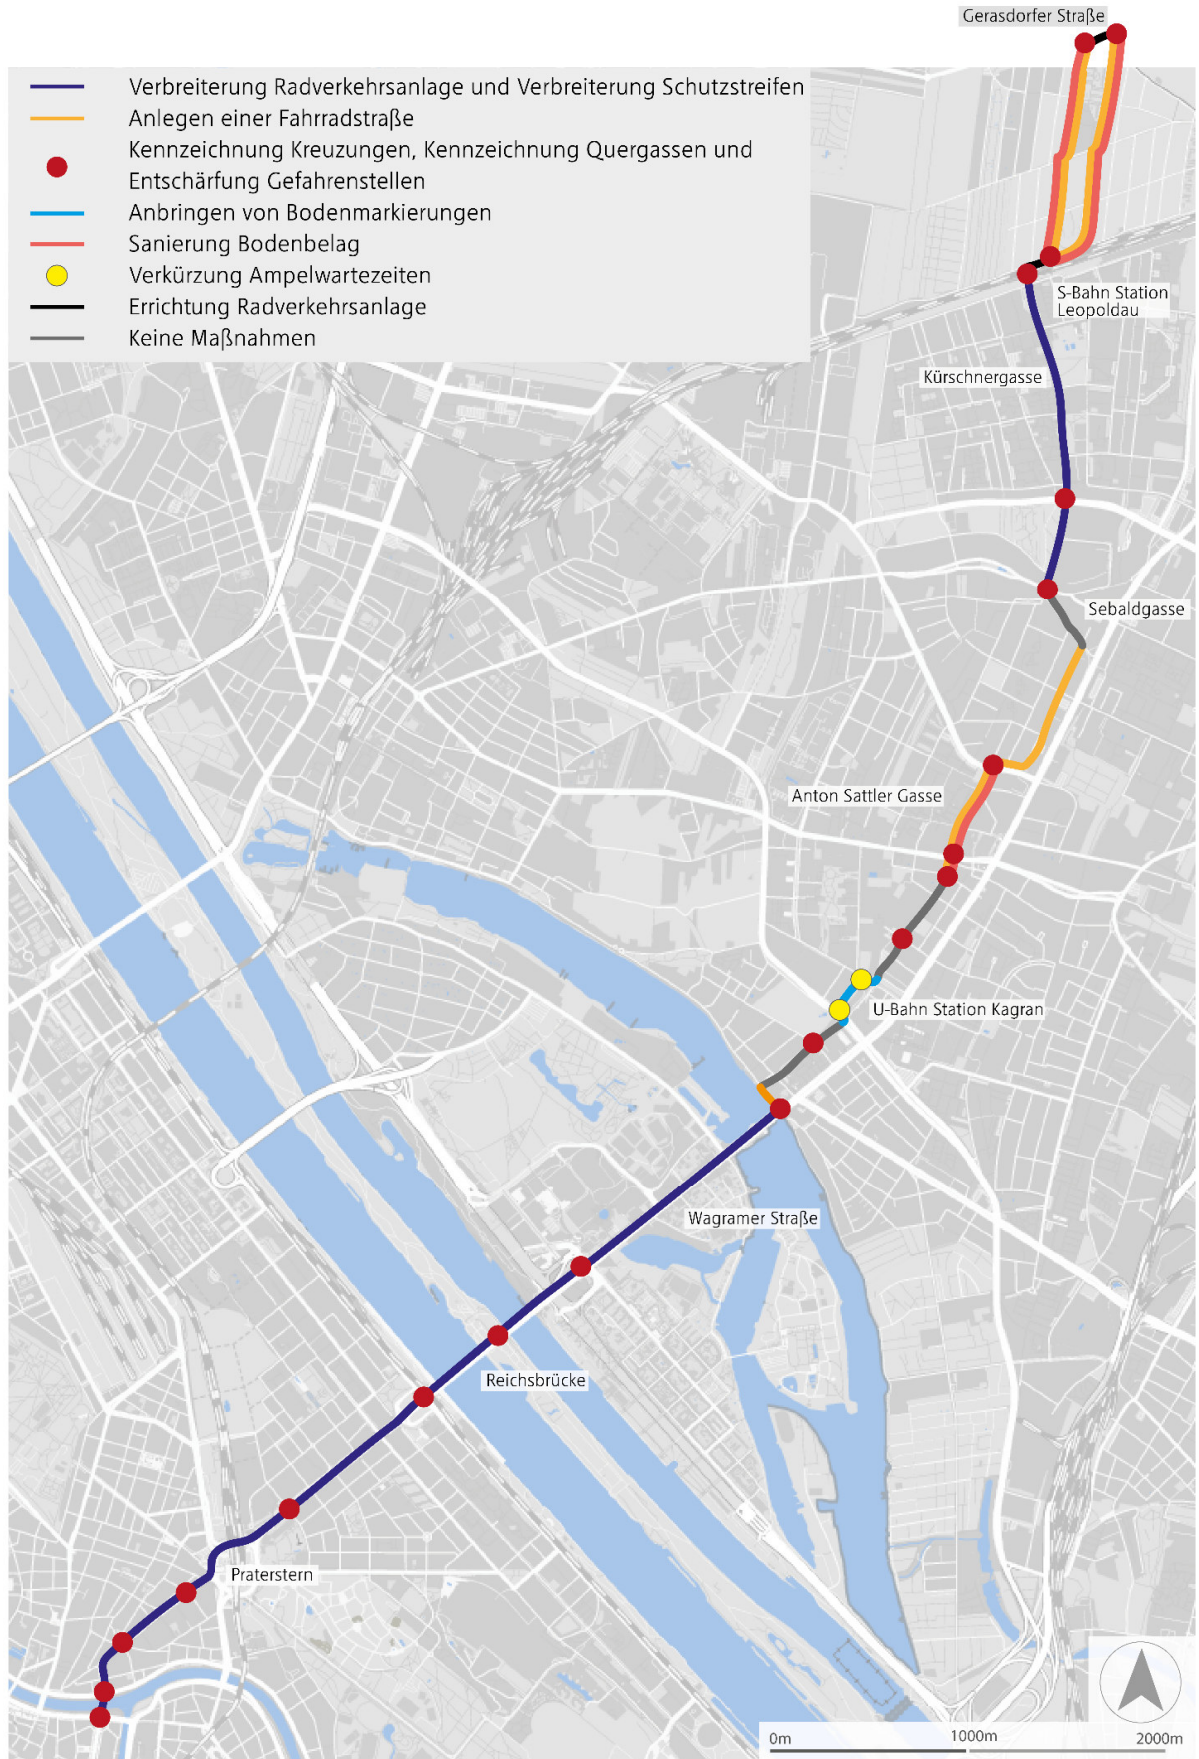 Gerasdorfer Straße
Verbreiterung Radverkehrsanlage und Verbreiterung Schutzstreifen
Anlegen einer Fahrradstraße
Kennzeichnung Kreuzungen, Kennzeichnung Quergassen und
Entschärfung Gefahrenstellen
Anbringen von Bodenmarkierungen
Sanierung Bodenbelag
Verkürzung Ampelwartezeiten
Errichtung Radverkehrsanlage
Keine Maßnahmen
S-Bahn Station
Leopoldau
Kürschnergasse
Sebaldgasse
Anton Sattler Gasse
U-Bahn Station Kagran
Wagramer Straße
Reichsbrücke
Praterstern
0m 1000m 2000m